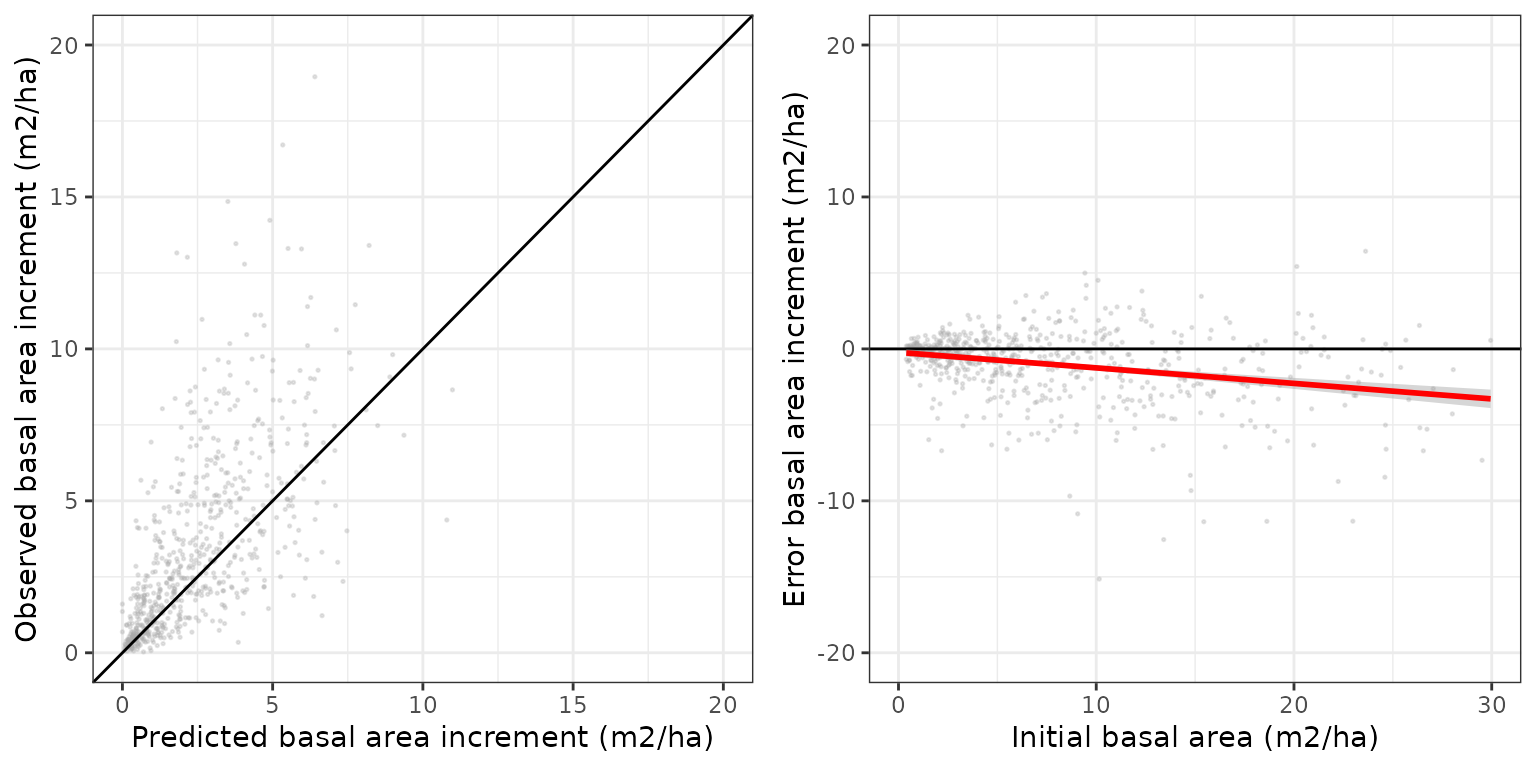 Observed basal area increment (m2/ha)
20
15
10
5
0
0 5 10 15 20
Predicted basal area increment (m2/ha)
Error basal area increment (m2/ha)
20
10
0
-10
-20
0 10 20 30
Initial basal area (m2/ha)